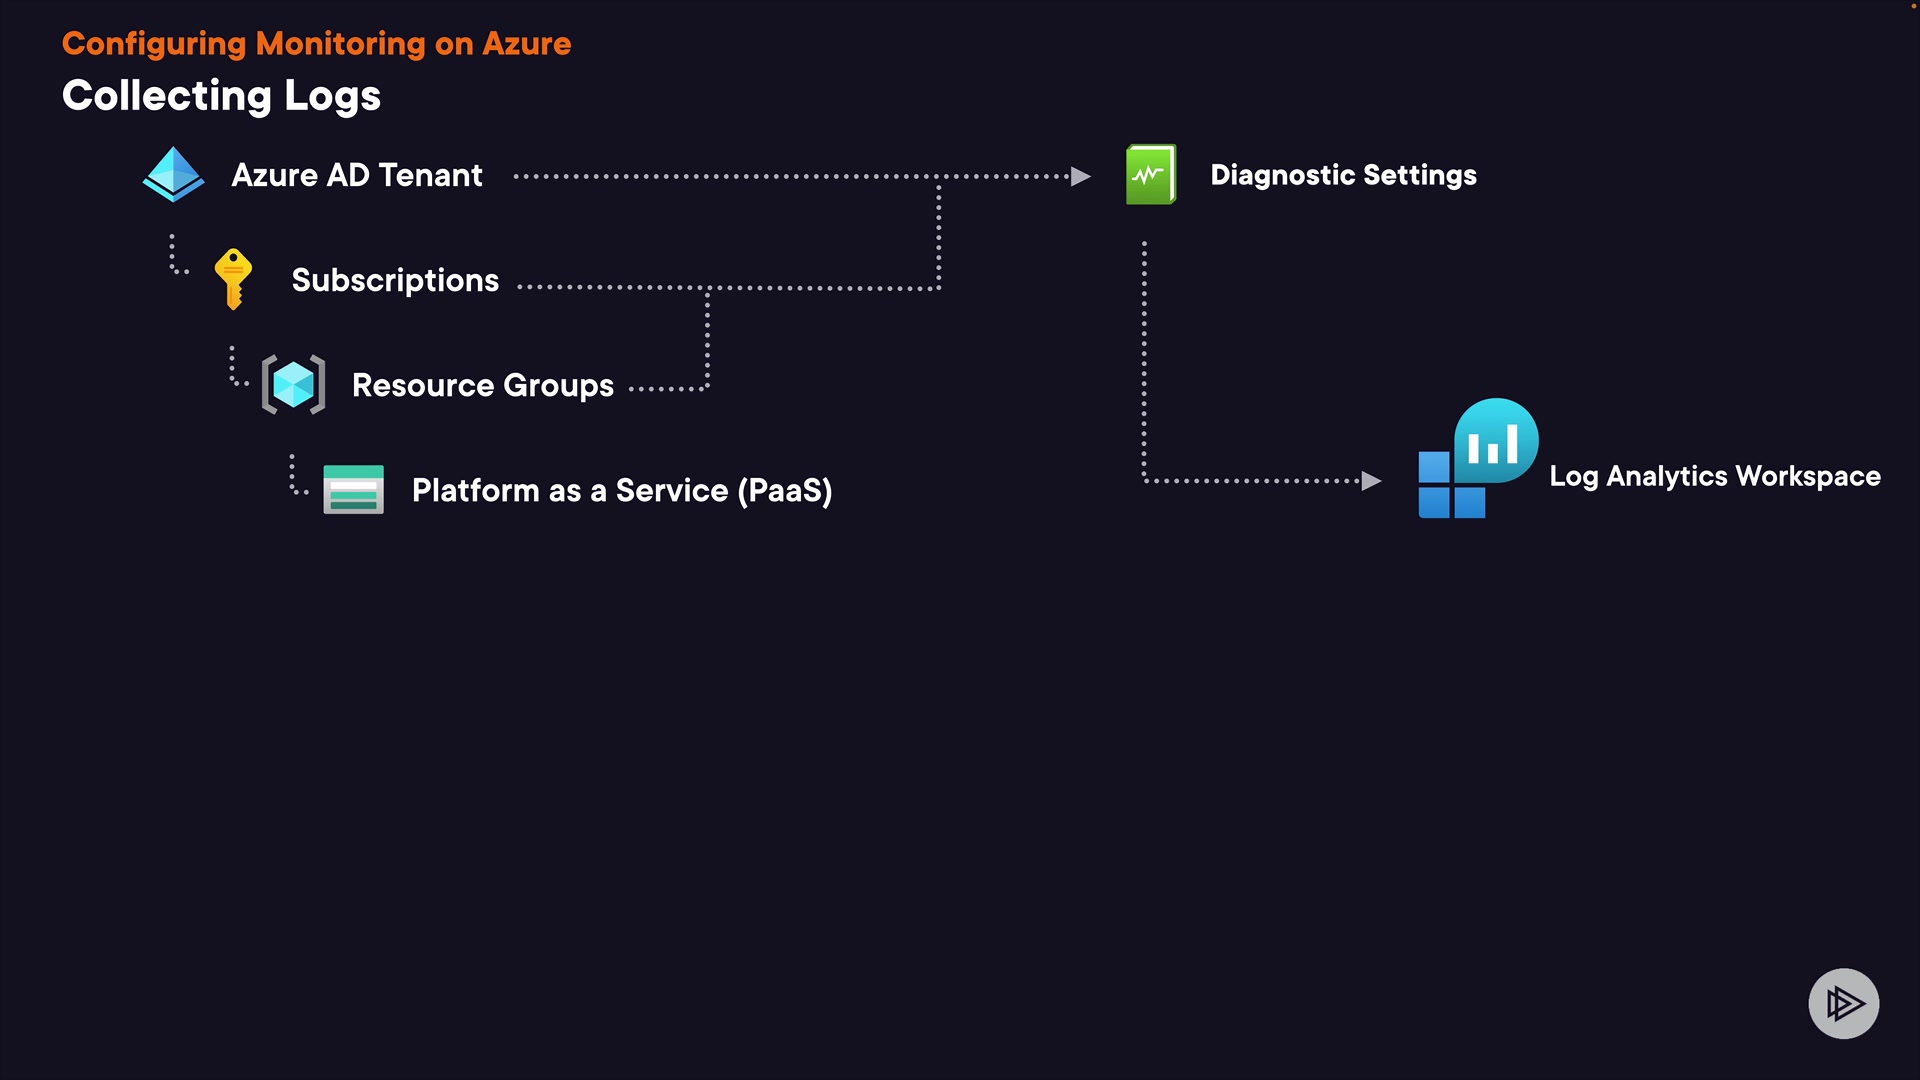 Configuring Monitoring on Azure
Collecting Logs
Azure AD Tenant
Diagnostic Settings
Subscriptions
Resource Groups
Log Analytics Workspace
Platform as a Service (PaaS)